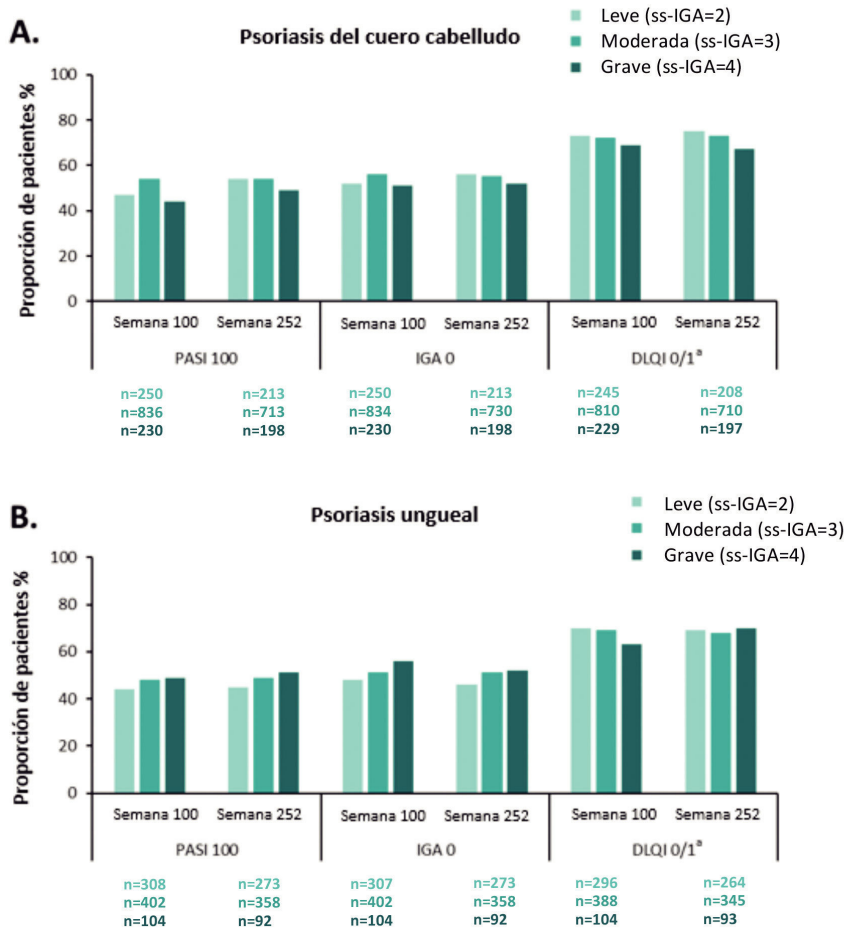 A.
Psoriasis del cuero cabelludo
Leve (ss-IGA=2)
Moderada (ss-IGA=3)
Grave (ss-IGA=4)
Proporción de pacientes %
100
80
60
40
20
0
Semana 100 Semana 252 Semana 100 Semana 252 Semana 100 Semana 252
PASI 100 IGA 0 DLQI 0/1ª
n=250 n=213 n=250 n=213 n=245 n=208
n=836 n=713 n=834 n=730 n=810 n=710
n=230 n=198 n=230 n=198 n=229 n=197
B.
Psoriasis ungueal
Leve (ss-IGA=2)
Moderada (ss-IGA=3)
Grave (ss-IGA=4)
Proporción de pacientes %
100
80
60
40
20
0
Semana 100 Semana 252 Semana 100 Semana 252 Semana 100 Semana 252
PASI 100 IGA 0 DLQI 0/1ª
n=308 n=273 n=307 n=273 n=296 n=264
n=402 n=358 n=402 n=358 n=388 n=345
n=104 n=92 n=104 n=92 n=104 n=93